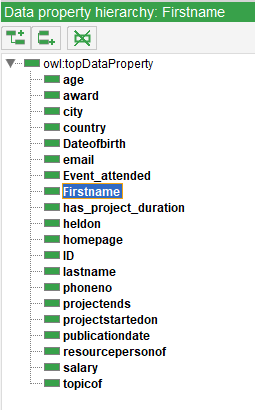 Data property hierarchy: Firstname
owl:topDataProperty
age
award
city
country
Dateofbirth
email
Event_attended
Firstname
has_project_duration
heldon
homepage
ID
lastname
phoneno
projectends
projectstartedon
publicationdate
resourcepersonof
salary
topicof